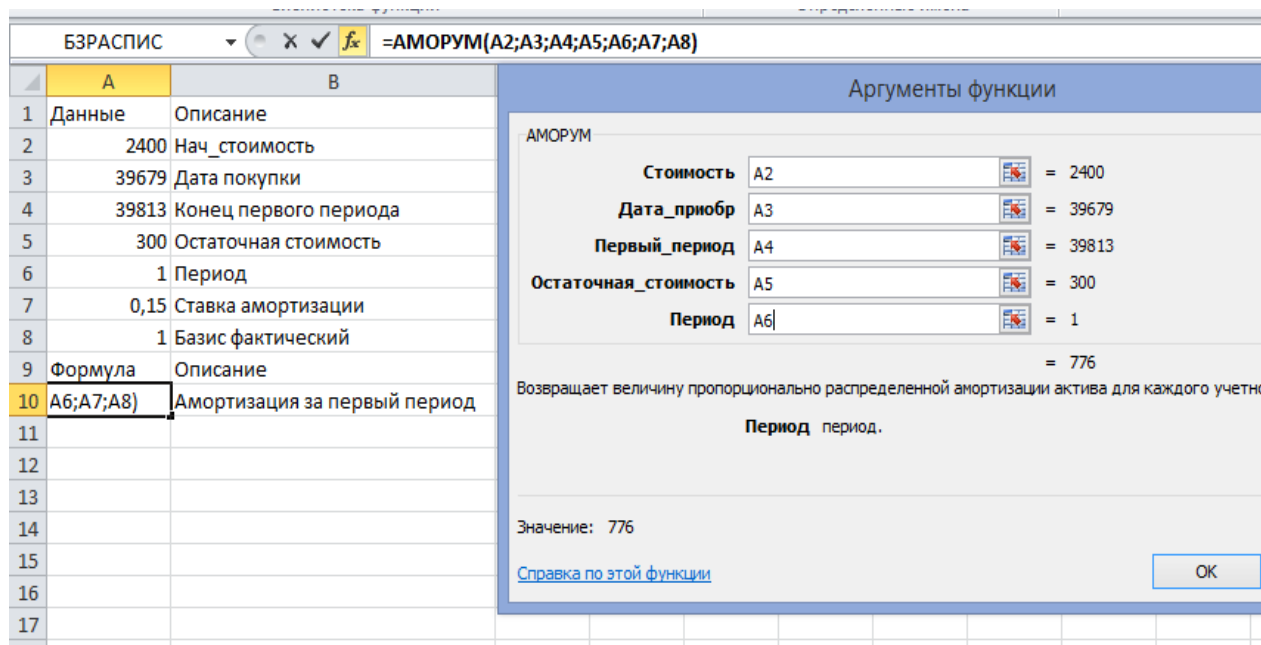 БЗРАСПИС fx =АМОРУМ(A2;A3;A4;A5;A6;A7;A8)
A B
1 Данные Описание
2 2400 Нач_стоимость
3 39679 Дата покупки
4 39813 Конец первого периода
5 300 Остаточная стоимость
6 1 Период
7 0,15 Ставка амортизации
8 1 Базис фактический
9 Формула Описание
10 A6;A7;A8) Амортизация за первый период
11
12
13
14
15
16
17
Аргументы функции
АМОРУМ
Стоимость A2 = 2400
Дата_приобр A3 = 39679
Первый_период A4 = 39813
Остаточная_стоимость A5 = 300
Период A6 = 1
= 776
Возвращает величину пропорционально распределенной амортизации актива для каждого учетно
Период период.
Значение: 776
Справка по этой функции
OK